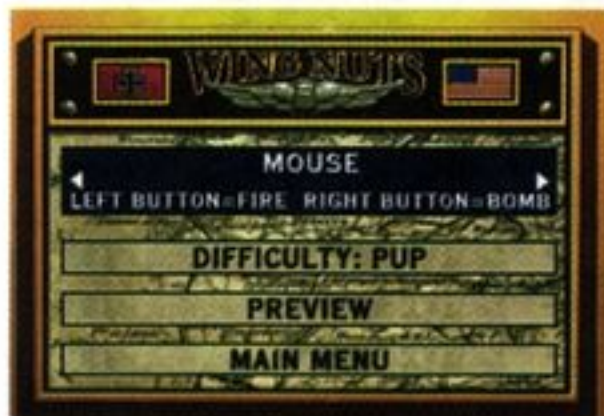 WING NUTS
MOUSE
LEFT BUTTON=FIRE RIGHT BUTTON=BOMB
DIFFICULTY: PUP
PREVIEW
MAIN MENU